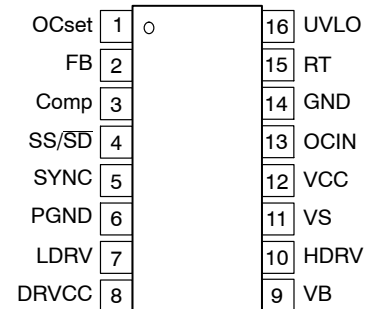 OCset 1 16 UVLO
FB 2 15 RT
Comp 3 14 GND
SS/SD 4 13 OCIN
SYNC 5 12 VCC
PGND 6 11 VS
LDRV 7 10 HDRV
DRVCC 8 9 VB